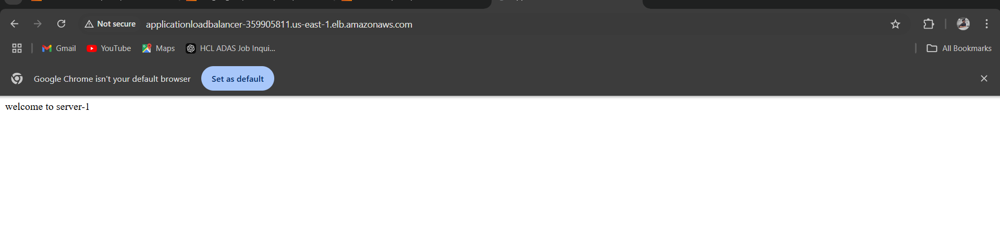 Not secure applicationloadbalancer-359905811.us-east-1.elb.amazonaws.com
Gmail YouTube Maps HCL ADAS Job Inqui... All Bookmarks
Google Chrome isn't your default browser Set as default
welcome to server-1